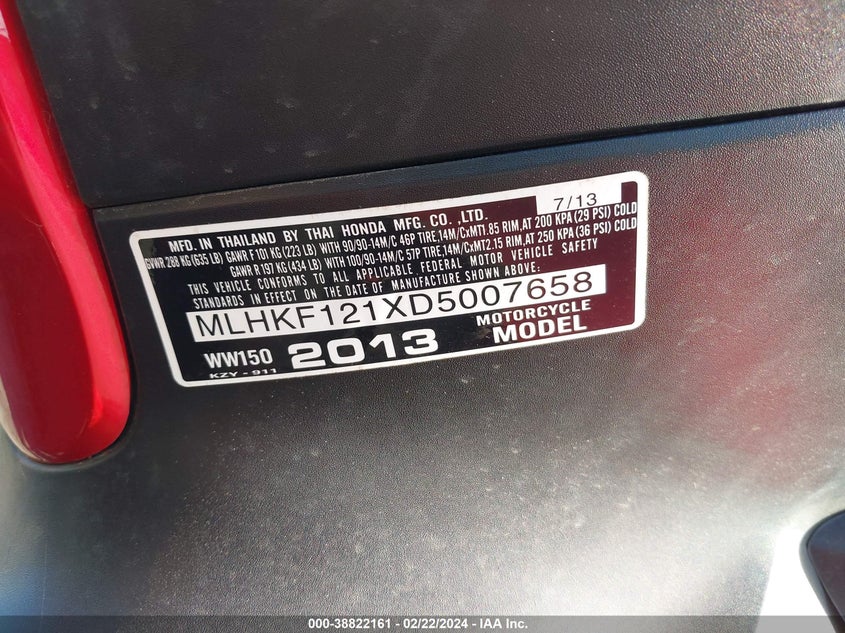 7/13
MFD. IN THAILAND BY THAI HONDA MFG. CO. ,LTD.
GVWR 288 KG (635 LB) GAWR F 101 KG (223 LB) WITH 90/90-14M/C 46P TIRE,14M/CxMT1.85 RIM,AT 200 KPA (29 PSI) COLD
GAWR R 197 KG (434 LB) WITH 100/90-14M/C 57P TIRE,14M/CxMT2.15 RIM,AT 250 KPA (36 PSI) COLD
THIS VEHICLE CONFORMS TO ALL APPLICABLE FEDERAL MOTOR VEHICLE SAFETY
STANDARDS IN EFFECT ON THE DATE OF MANUFACTURE SHOWN ABOVE:
MLHKF121XD5007658
WW150 2013 MOTORCYCLE MODEL
KZY - 911
000-38822161 - 02/22/2024 - IAA Inc.